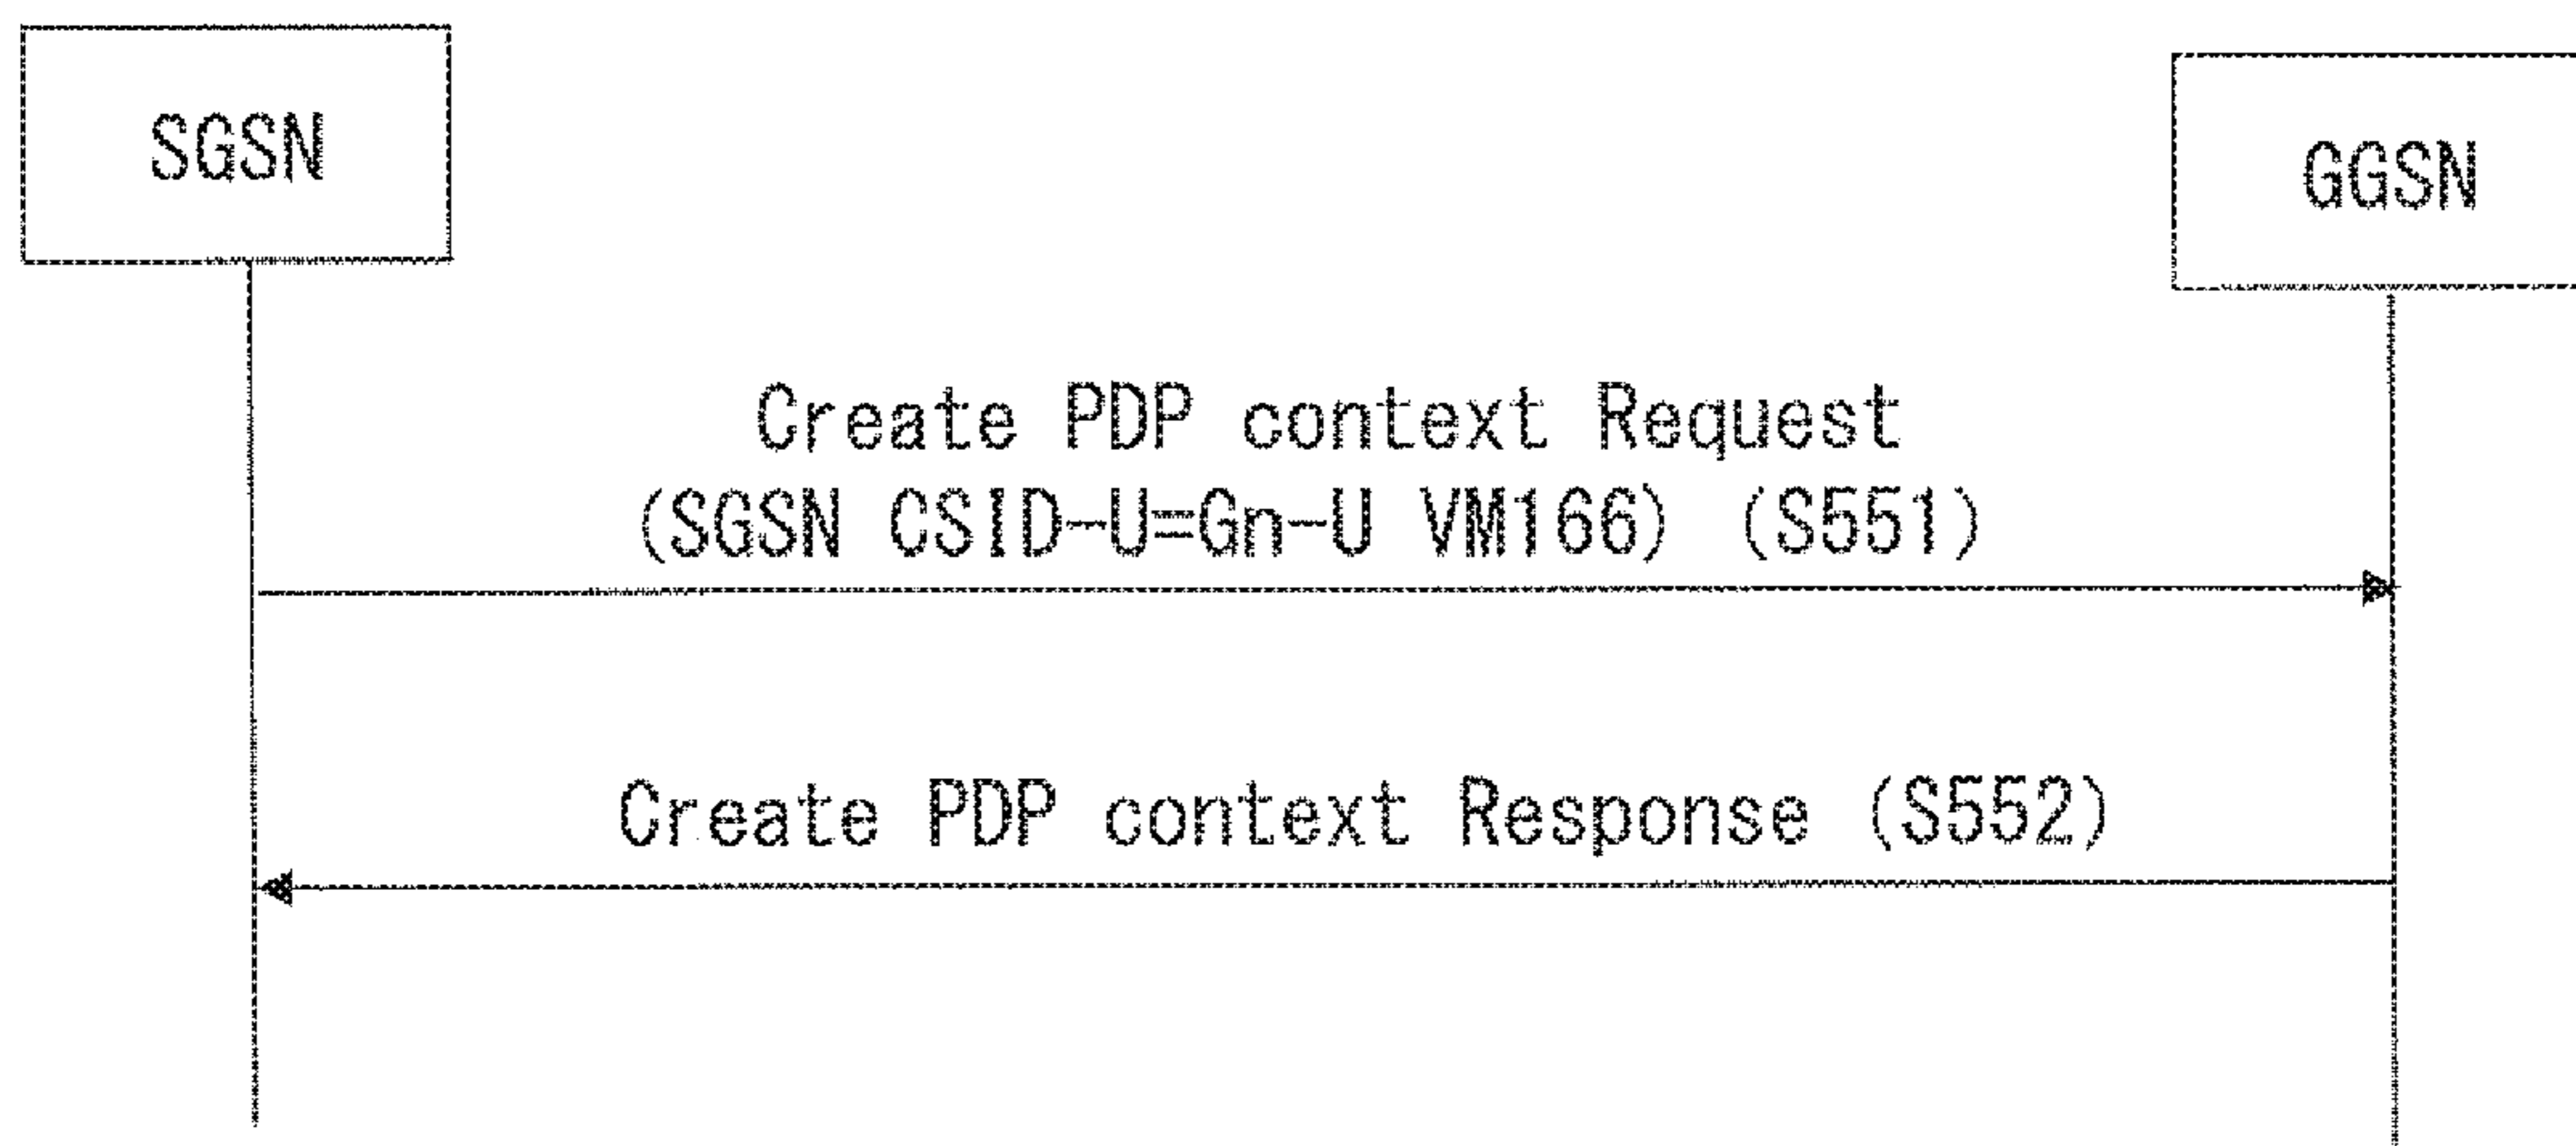 SGSN
GGSN
Create PDP context Request
(SGSN CSID-U=Gn-U VM166) (S551)
Create PDP context Response (S552)